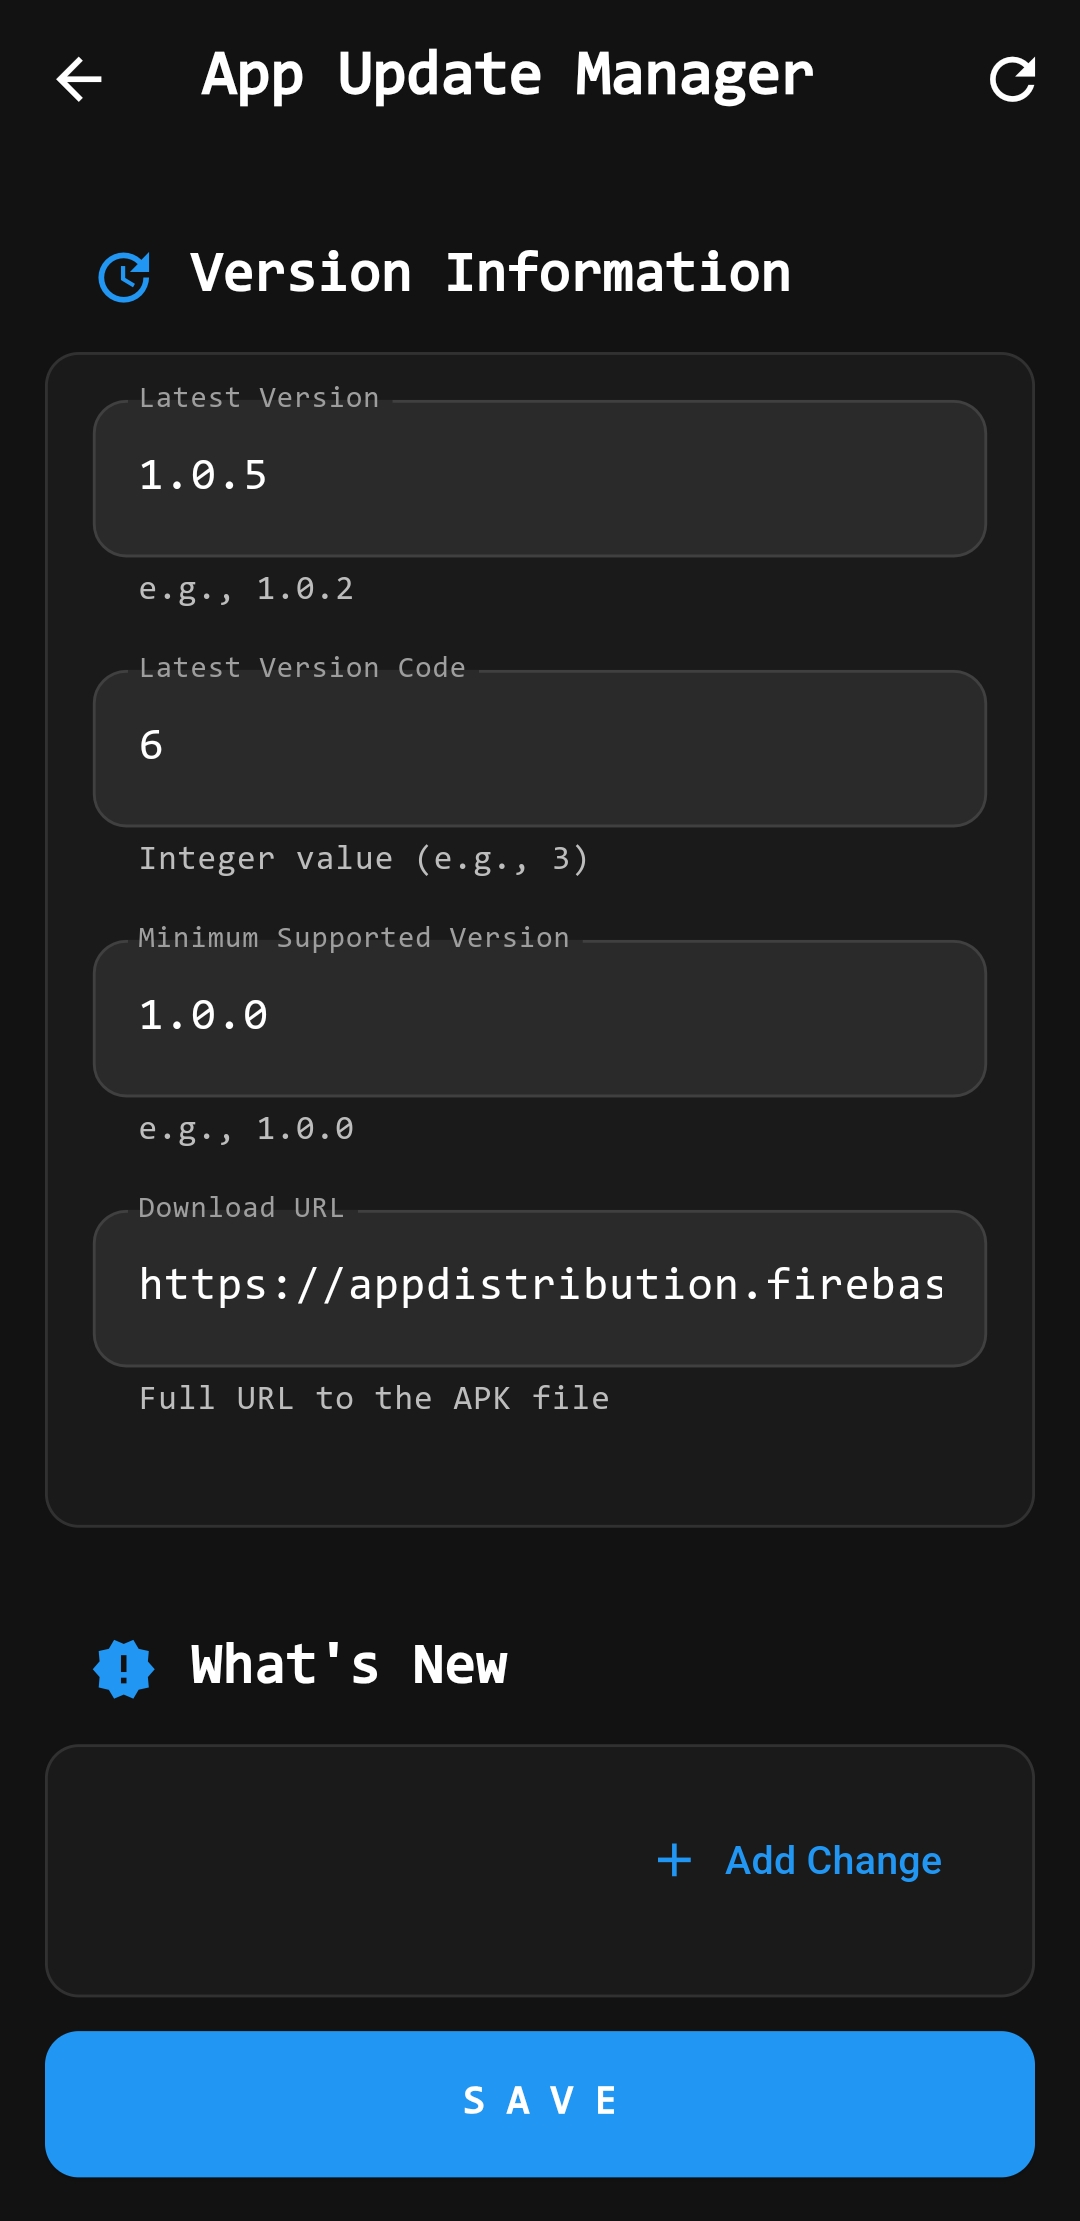 App Update Manager
Version Information
Latest Version
1.0.5
e.g., 1.0.2
Latest Version Code
6
Integer value (e.g., 3)
Minimum Supported Version
1.0.0
e.g., 1.0.0
Download URL
https://appdistribution.firebas
Full URL to the APK file
What's New
Add Change
SAVE